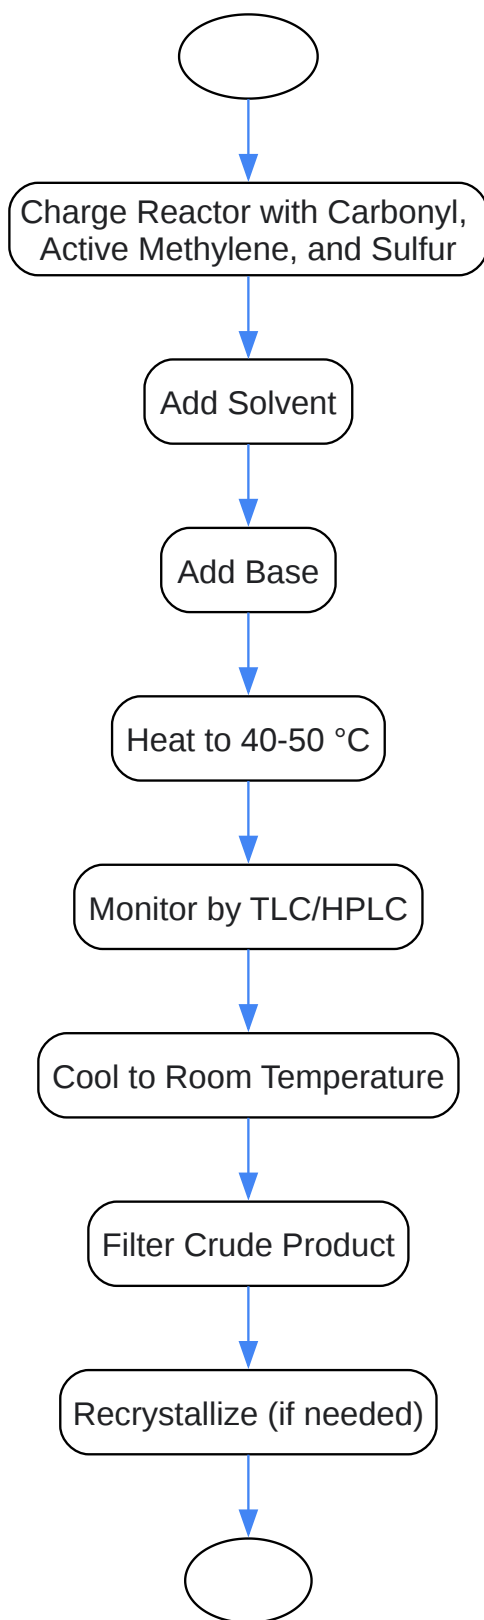 Charge Reactor with Carbonyl,
Active Methylene, and Sulfur
Add Solvent
Add Base
Heat to 40-50 °C
Monitor by TLC/HPLC
Cool to Room Temperature
Filter Crude Product
Recrystallize (if needed)